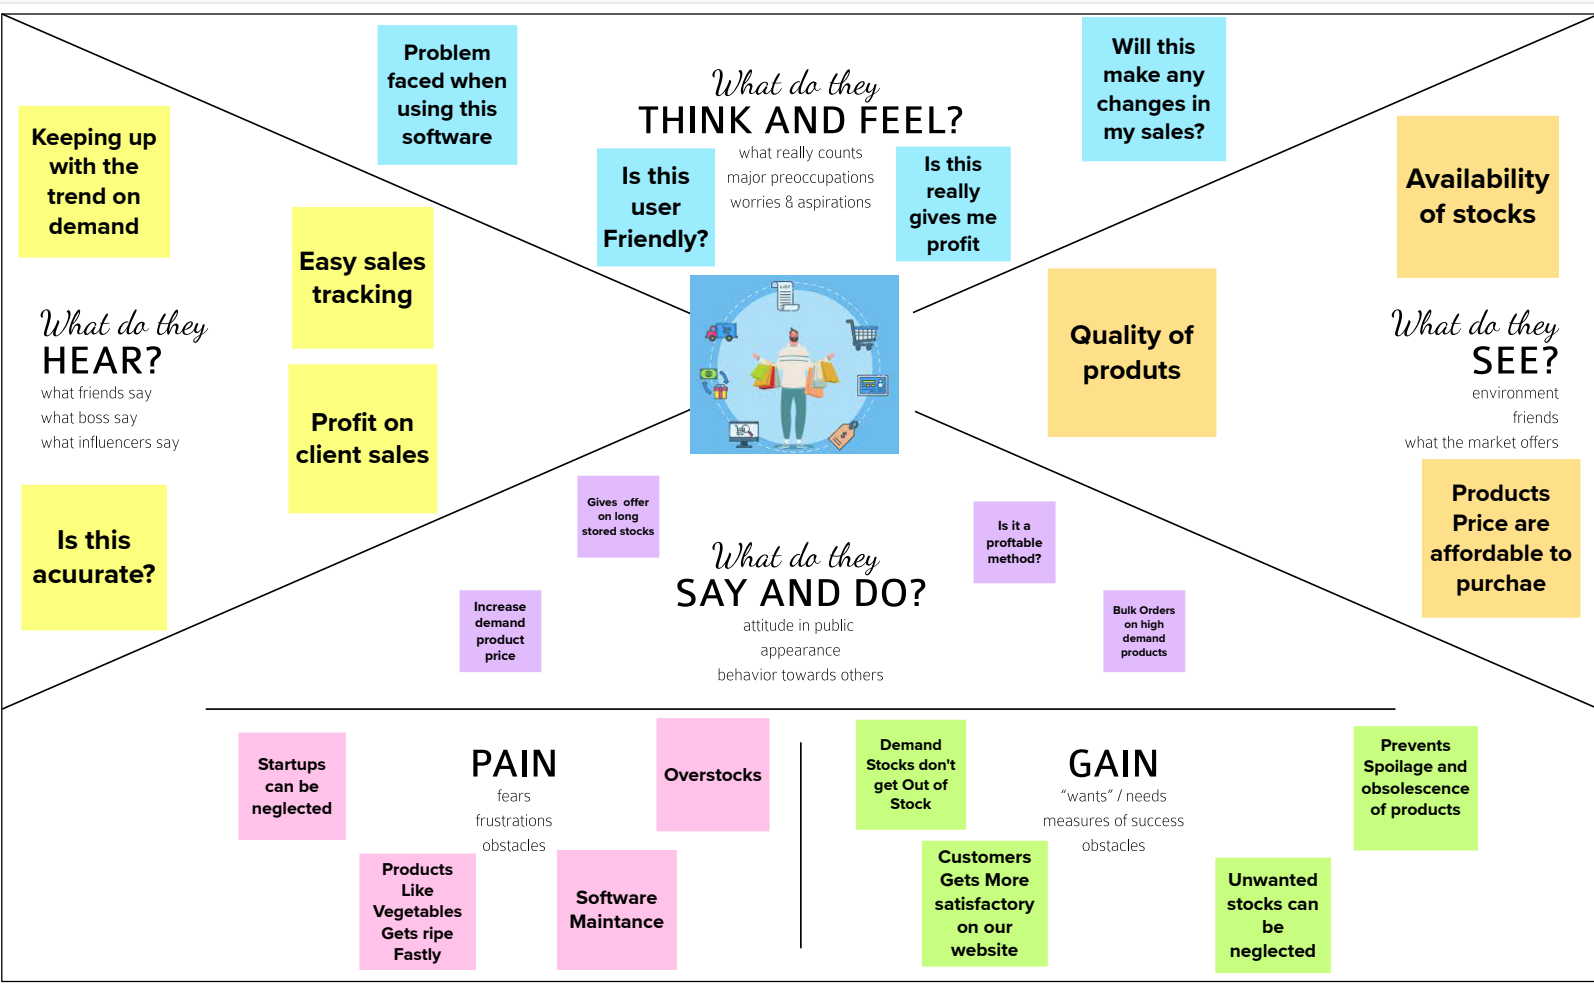 Problem
faced when
using this
software
What do they
THINK AND FEEL?
what really counts
major preoccupations
worries & aspirations
Is this
user
Friendly?
Is this
really
gives me
profit
Will this
make any
changes in
my sales?
Keeping up
with the
trend on
demand
Easy sales
tracking
What do they
HEAR?
what friends say
what boss say
what influencers say
Profit on
client sales
Is this
acuurate?
LIST
Availability
of stocks
Quality of
produts
What do they
SEE?
environment
friends
what the market offers
Products
Price are
affordable to
purchae
Gives offer
on long
stored stocks
What do they
SAY AND DO?
attitude in public
appearance
behavior towards others
Is it a
proftable
method?
Increase
demand
product
price
Bulk Orders
on high
demand
products
Startups
can be
neglected
PAIN
fears
frustrations
obstacles
Overstocks
Products
Like
Vegetables
Gets ripe
Fastly
Software
Maintance
Demand
Stocks don't
get Out of
Stock
GAIN
“wants” / needs
measures of success
obstacles
Prevents
Spoilage and
obsolescence
of products
Customers
Gets More
satisfactory
on our
website
Unwanted
stocks can
be
neglected